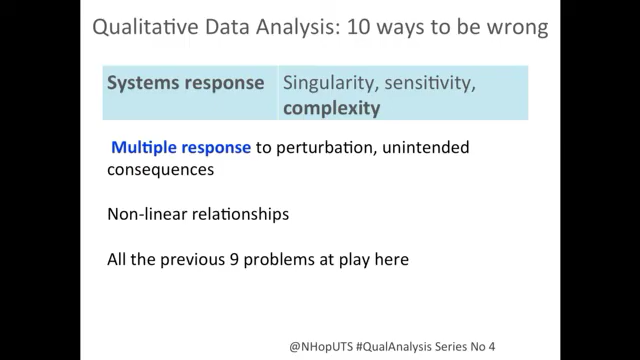 Qualitative Data Analysis: 10 ways to be wrong
Systems response
Singularity, sensitivity,
complexity
Multiple response to perturbation, unintended
consequences
Non-linear relationships
All the previous 9 problems at play here
@NHopUTS #QualAnalysis Series No 4